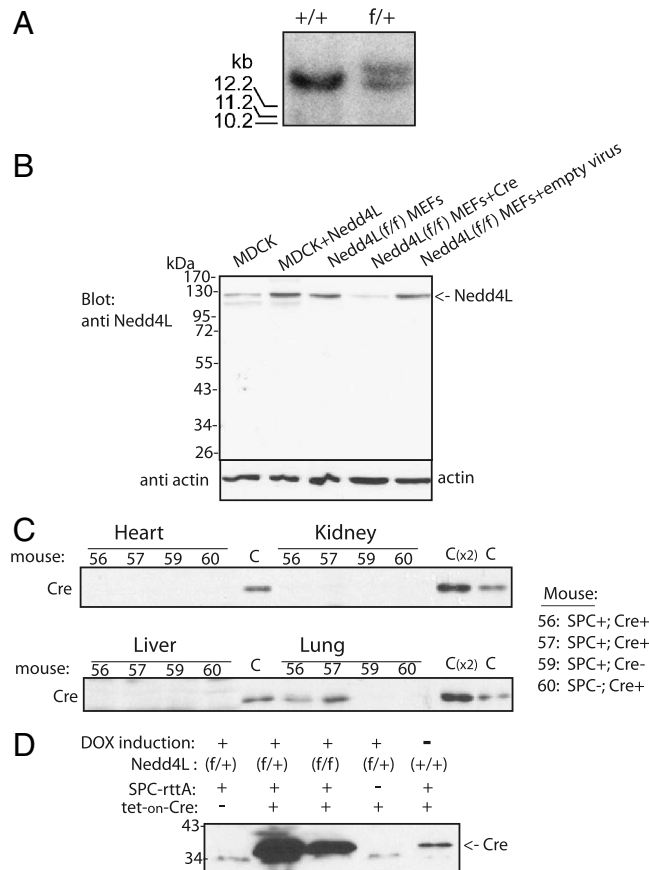 A
+/+ f/+
kb
12.2
11.2
10.2
B
MDCK
MDCK+Nedd4L
Nedd4L(f/f) MEFs
Nedd4L(f/f) MEFs+Cre
Nedd4L(f/f) MEFs+empty virus
kDa
170-
130-
95-
72-
55-
43-
34-
26-
Blot:
anti Nedd4L
<- Nedd4L
anti actin
actin
C
Heart Kidney
mouse: 56 57 59 60 C 56 57 59 60 C(x2) C
Cre
Liver Lung
mouse: 56 57 59 60 C 56 57 59 60 C(x2) C
Cre
Mouse:
56: SPC+; Cre+
57: SPC+; Cre+
59: SPC+; Cre-
60: SPC-; Cre+
D
DOX induction: + + + + -
Nedd4L : (f/+) (f/+) (f/f) (f/+) (+/+)
SPC-rttA: + + + - +
tet-on-Cre: - + + + +
43-
34-
<- Cre